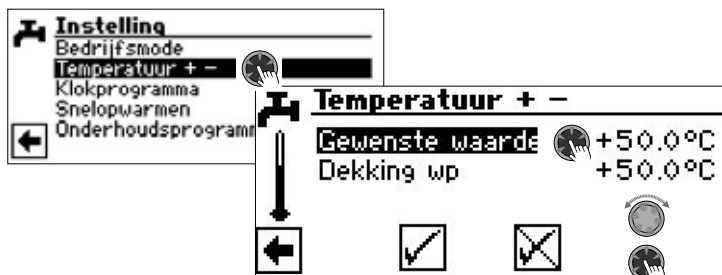 Instelling
Bedrijfsmode
Temperatuur + -
Klokprogramma
Snelopwarmen
Temperatuur + -
Gewenste waarde +50.0°C
Dekking wp +50.0°C